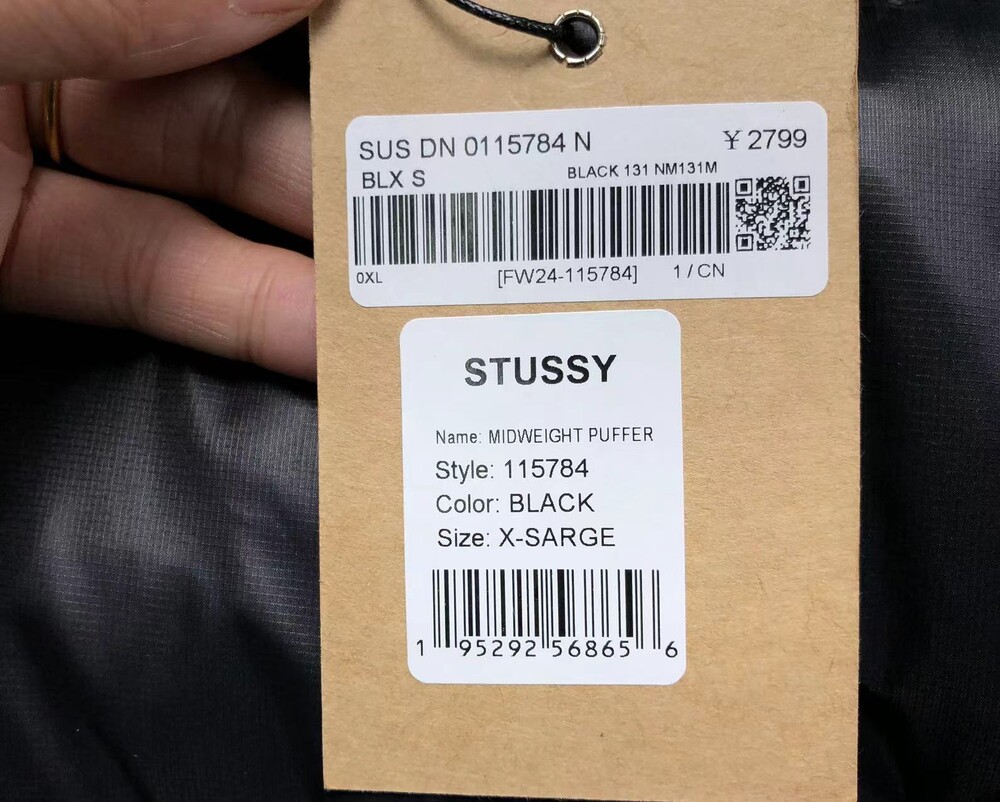 SUS DN 0115784 N ¥ 2799
BLX S BLACK 131 NM131M
0XL [FW24-115784] 1 / CN
STUSSY
Name: MIDWEIGHT PUFFER
Style: 115784
Color: BLACK
Size: X-SARGE
1 95292 56865 6